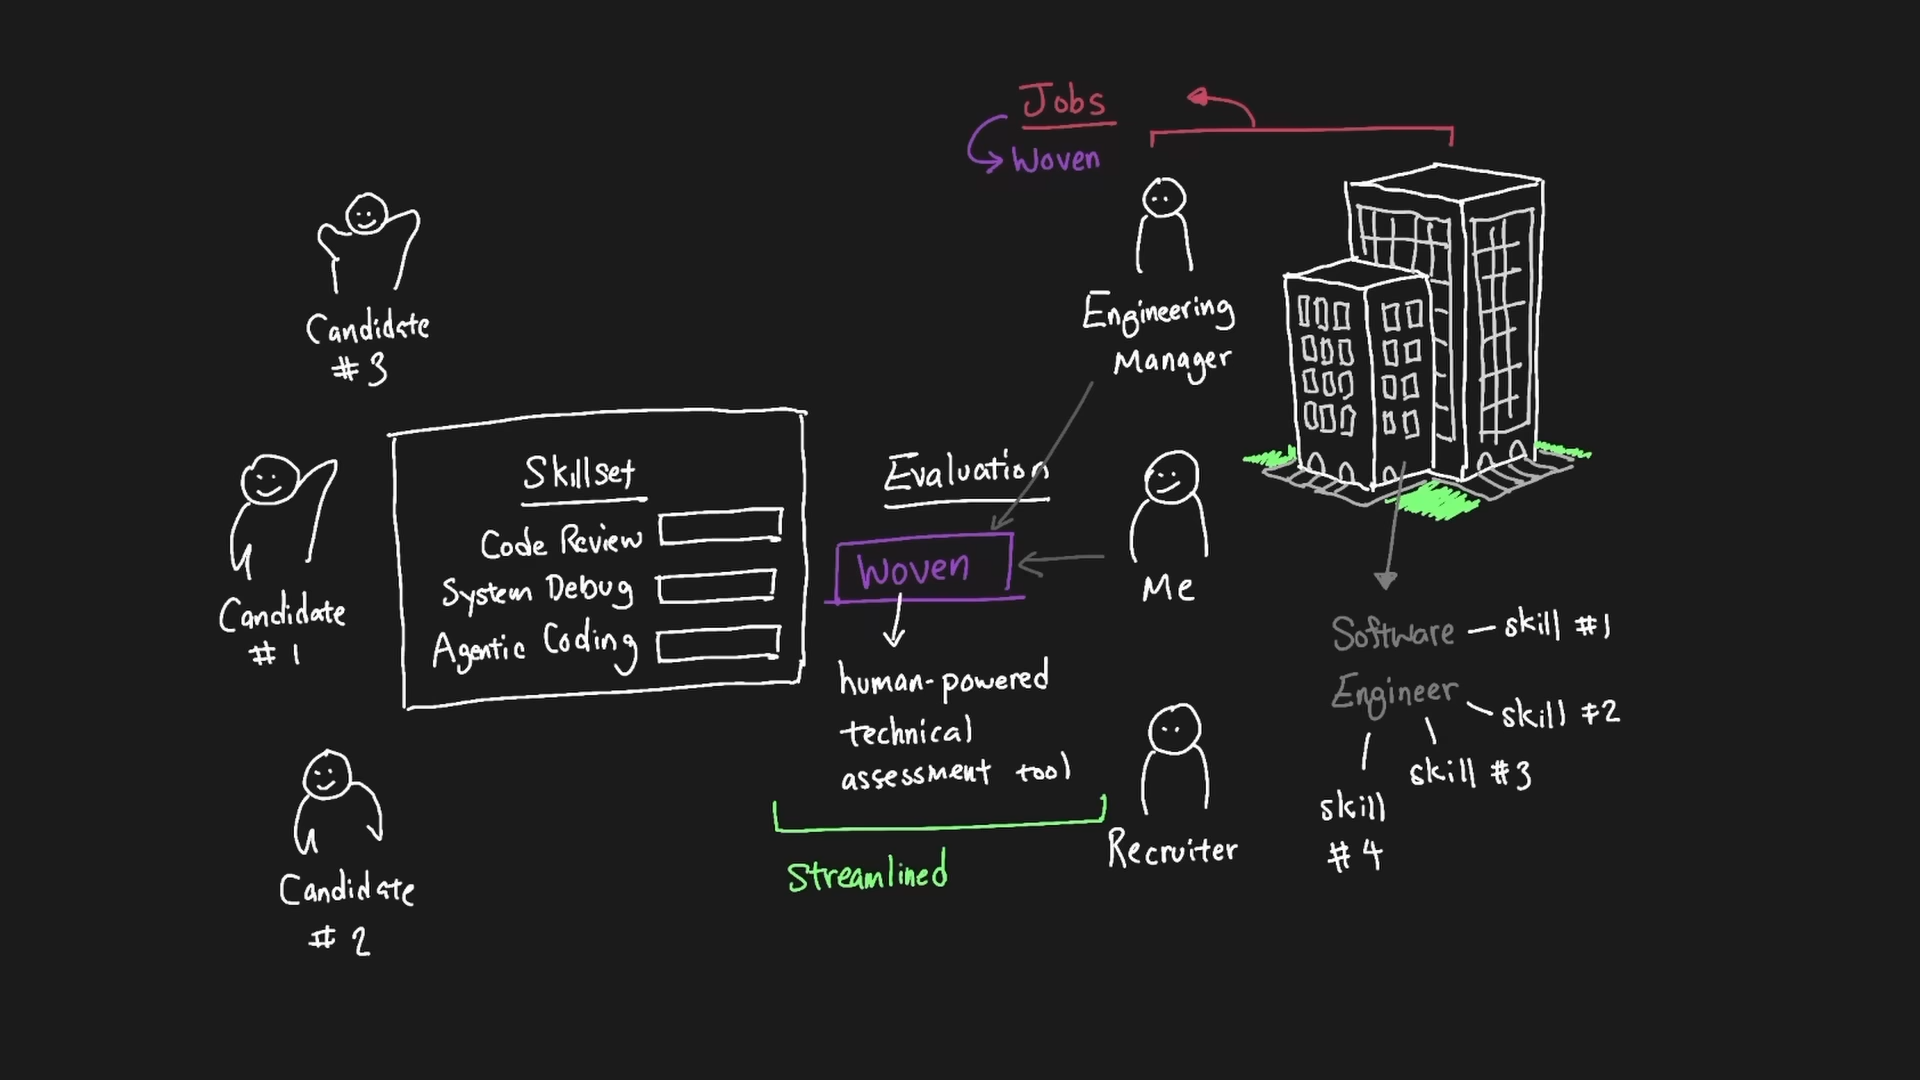 Jobs
Woven
Engineering
Manager
Candidate
#3
Skillset
Code Review
System Debug
Agentic Coding
Evaluation
Woven
human-powered
technical
assessment tool
Streamlined
Me
Candidate
#1
Software
Engineer
skill #1
skill #2
skill #3
skill
#4
Recruiter
Candidate
#2